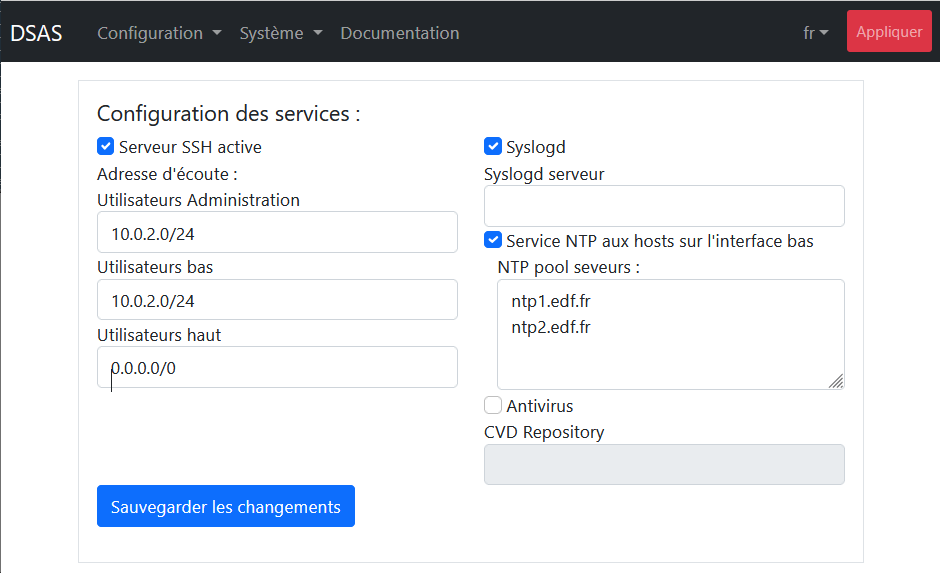 DSAS
Configuration
Système
Documentation
fr
Appliquer
Configuration des services :
Serveur SSH active
Adresse d'écoute :
Utilisateurs Administration
10.0.2.0/24
Utilisateurs bas
10.0.2.0/24
Utilisateurs haut
0.0.0.0/0
Syslogd
Syslogd serveur
Service NTP aux hosts sur l'interface bas
NTP pool seveurs :
ntp1.edf.fr
ntp2.edf.fr
Antivirus
CVD Repository
Sauvegarder les changements